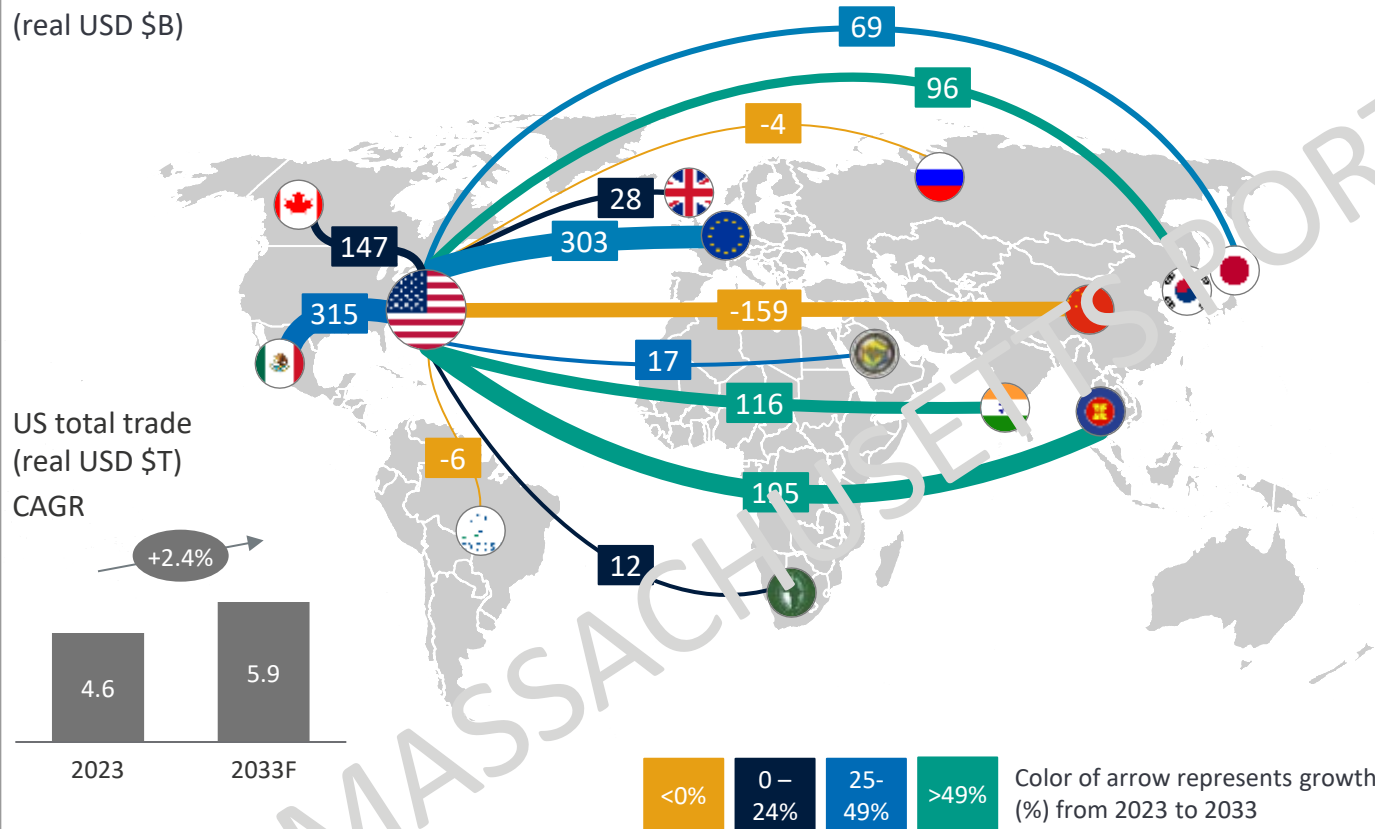 (real USD $B)
69
96
-4
28
303
147
315
-159
17
116
-6
12
US total trade
(real USD $T)
CAGR
+2.4%
4.6
5.9
2023
2033F
<0%
0 –
24%
25-
49%
>49%
Color of arrow represents growth
(%) from 2023 to 2033
MASSACHUSETTS PORT